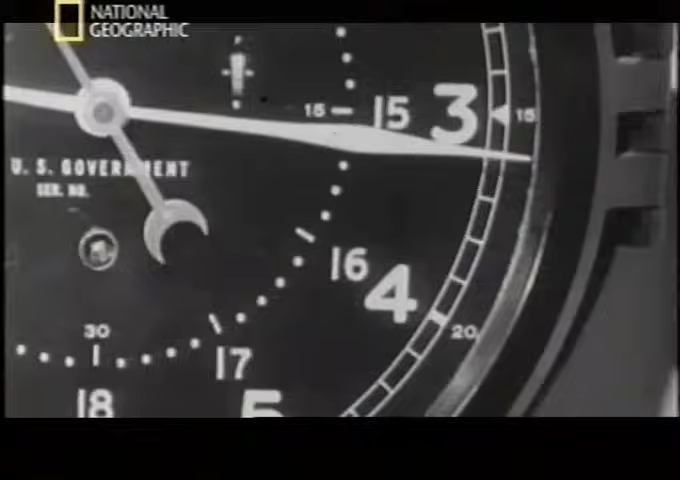 NATIONAL
GEOGRAPHIC
15 15 3 15
U. S. GOVERNMENT
SER. NO.
16 4
30 17 20
18 5